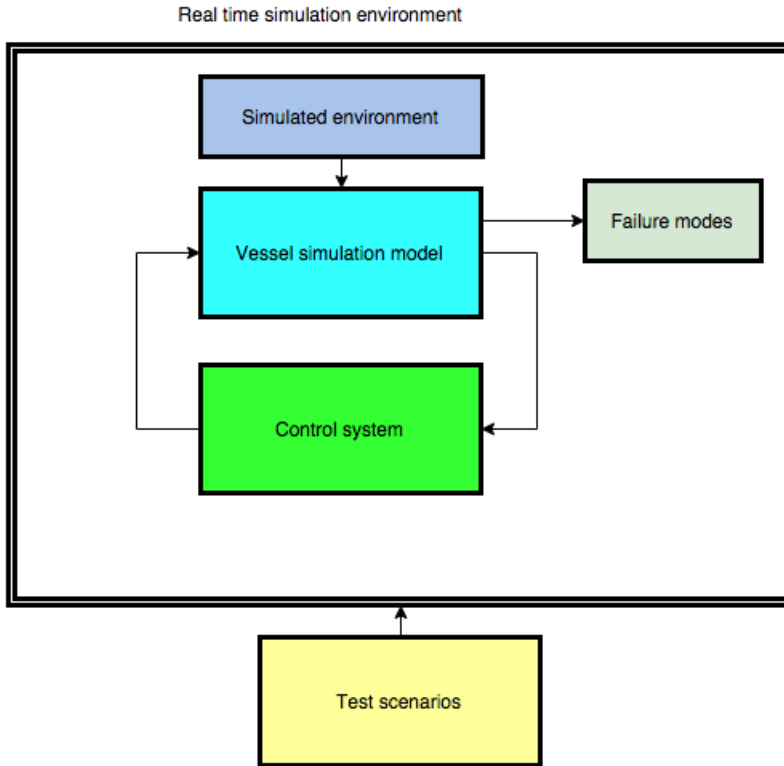 Real time simulation environment
Simulated environment
Failure modes
Vessel simulation model
Control system
Test scenarios